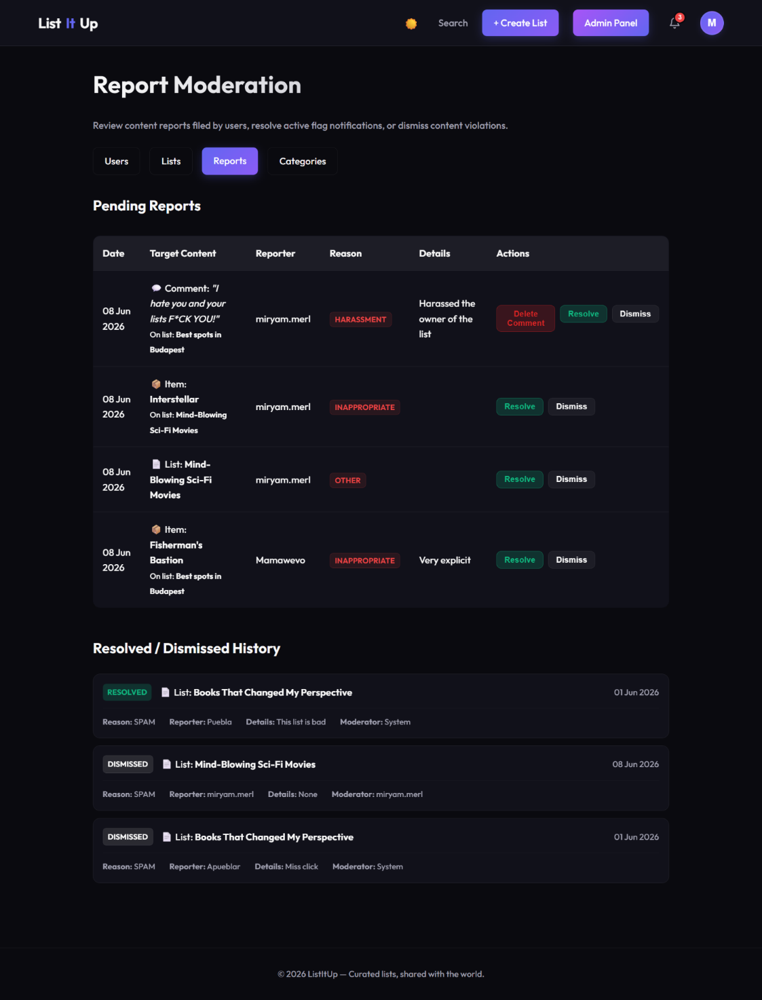 List It Up
Search
+ Create List
Admin Panel
3
M
Report Moderation
Review content reports filed by users, resolve active flag notifications, or dismiss content violations.
Users
Lists
Reports
Categories
Pending Reports
Date
Target Content
Reporter
Reason
Details
Actions
08 Jun
2026
Comment: "I
hate you and your
lists F*CK YOU!"
On list: Best spots in
Budapest
miryam.merl
HARASSMENT
Harassed the
owner of the
list
Delete
Comment
Resolve
Dismiss
08 Jun
2026
Item:
Interstellar
On list: Mind-Blowing
Sci-Fi Movies
miryam.merl
INAPPROPRIATE
Resolve
Dismiss
08 Jun
2026
List: Mind-
Blowing Sci-Fi
Movies
miryam.merl
OTHER
Resolve
Dismiss
08 Jun
2026
Item:
Fisherman's
Bastion
On list: Best spots in
Budapest
Mamawevo
INAPPROPRIATE
Very explicit
Resolve
Dismiss
Resolved / Dismissed History
RESOLVED
List: Books That Changed My Perspective
01 Jun 2026
Reason: SPAM
Reporter: Puebla
Details: This list is bad
Moderator: System
DISMISSED
List: Mind-Blowing Sci-Fi Movies
08 Jun 2026
Reason: SPAM
Reporter: miryam.merl
Details: None
Moderator: miryam.merl
DISMISSED
List: Books That Changed My Perspective
01 Jun 2026
Reason: SPAM
Reporter: Apueblar
Details: Miss click
Moderator: System
© 2026 ListItUp — Curated lists, shared with the world.